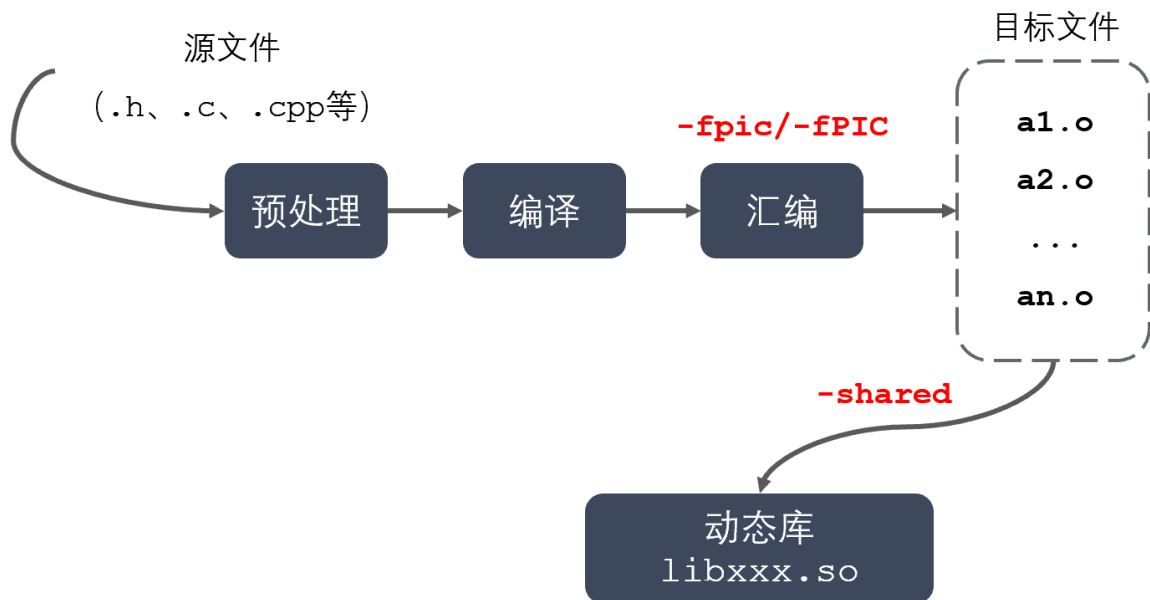 源文件
（.h、.c、.cpp等）
-fpic/-fPIC
预处理
编译
汇编
目标文件
a1.o
a2.o
...
an.o
-shared
动态库
libxxx.so